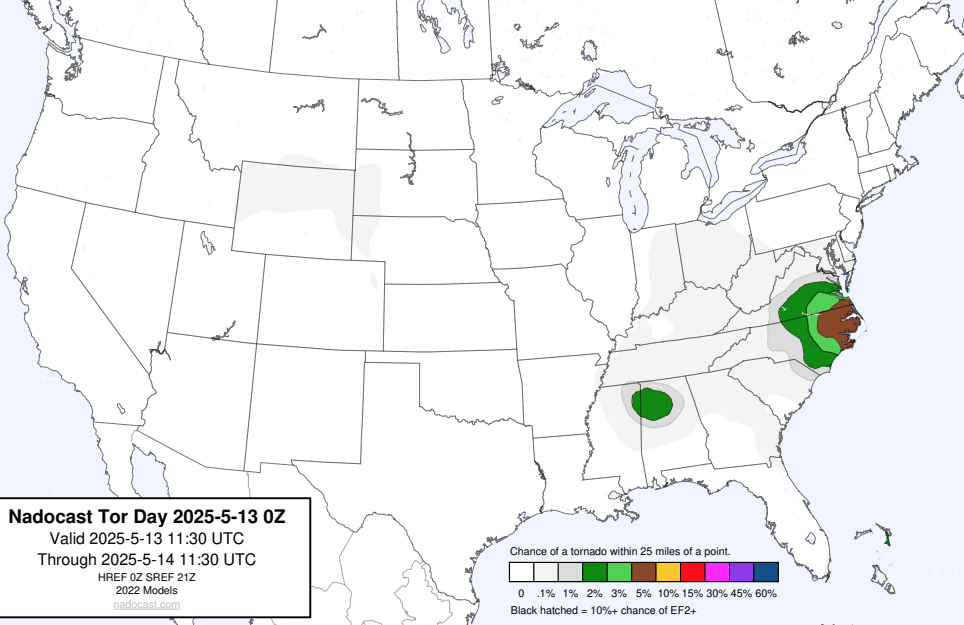 Nadocast Tor Day 2025-5-13 0Z
Valid 2025-5-13 11:30 UTC
Through 2025-5-14 11:30 UTC
HREF 0Z SREF 21Z
2022 Models
nadocast.com
Chance of a tornado within 25 miles of a point.
0 .1% 1% 2% 3% 5% 10% 15% 30% 45% 60%
Black hatched = 10%+ chance of EF2+